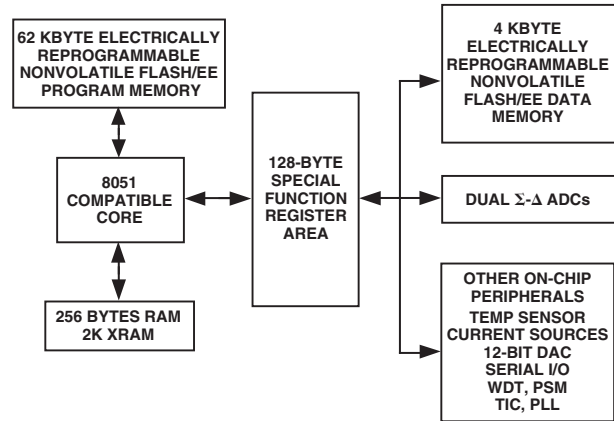 62 KBYTE ELECTRICALLY
REPROGRAMMABLE
NONVOLATILE FLASH/EE
PROGRAM MEMORY
8051
COMPATIBLE
CORE
256 BYTES RAM
2K XRAM
128-BYTE
SPECIAL
FUNCTION
REGISTER
AREA
4 KBYTE
ELECTRICALLY
REPROGRAMMABLE
NONVOLATILE
FLASH/EE DATA
MEMORY
DUAL Σ-Δ ADCs
OTHER ON-CHIP
PERIPHERALS
TEMP SENSOR
CURRENT SOURCES
12-BIT DAC
SERIAL I/O
WDT, PSM
TIC, PLL